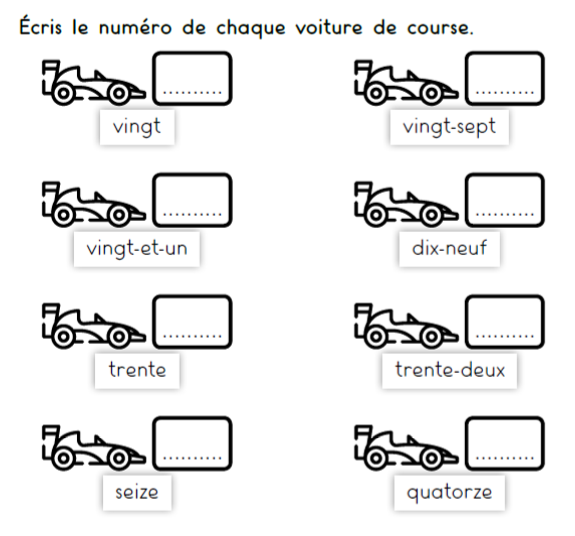 Écris le numéro de chaque voiture de course.
..........
..........
vingt
vingt-sept
..........
..........
vingt-et-un
dix-neuf
..........
..........
trente
trente-deux
..........
..........
seize
quatorze